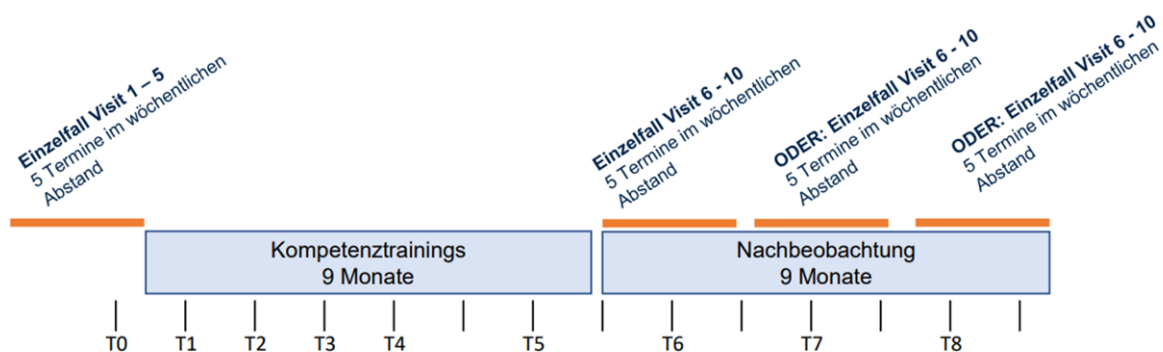 Einzelfall Visit 1 – 5
5 Termine im wöchentlichen
Abstand
Einzelfall Visit 6 - 10
5 Termine im wöchentlichen
Abstand
ODER: Einzelfall Visit 6 - 10
5 Termine im wöchentlichen
Abstand
ODER: Einzelfall Visit 6 - 10
5 Termine im wöchentlichen
Abstand
Kompetenztrainings
9 Monate
Nachbeobachtung
9 Monate
T0 T1 T2 T3 T4 T5 T6 T7 T8